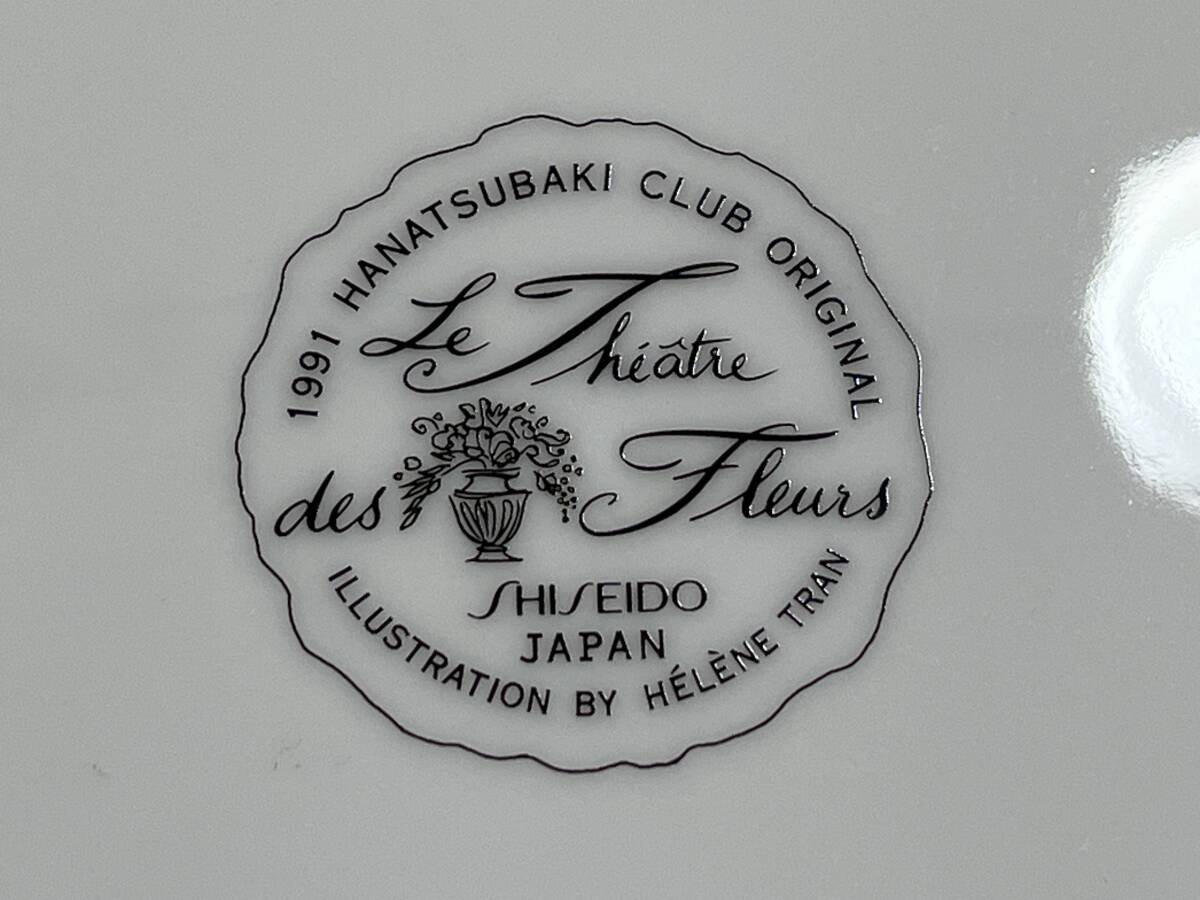 1991 HANATSUBAKI CLUB ORIGINAL
Le Théâtre
des Fleurs
SHISEIDO
JAPAN
ILLUSTRATION BY HÉLÈNE TRAN